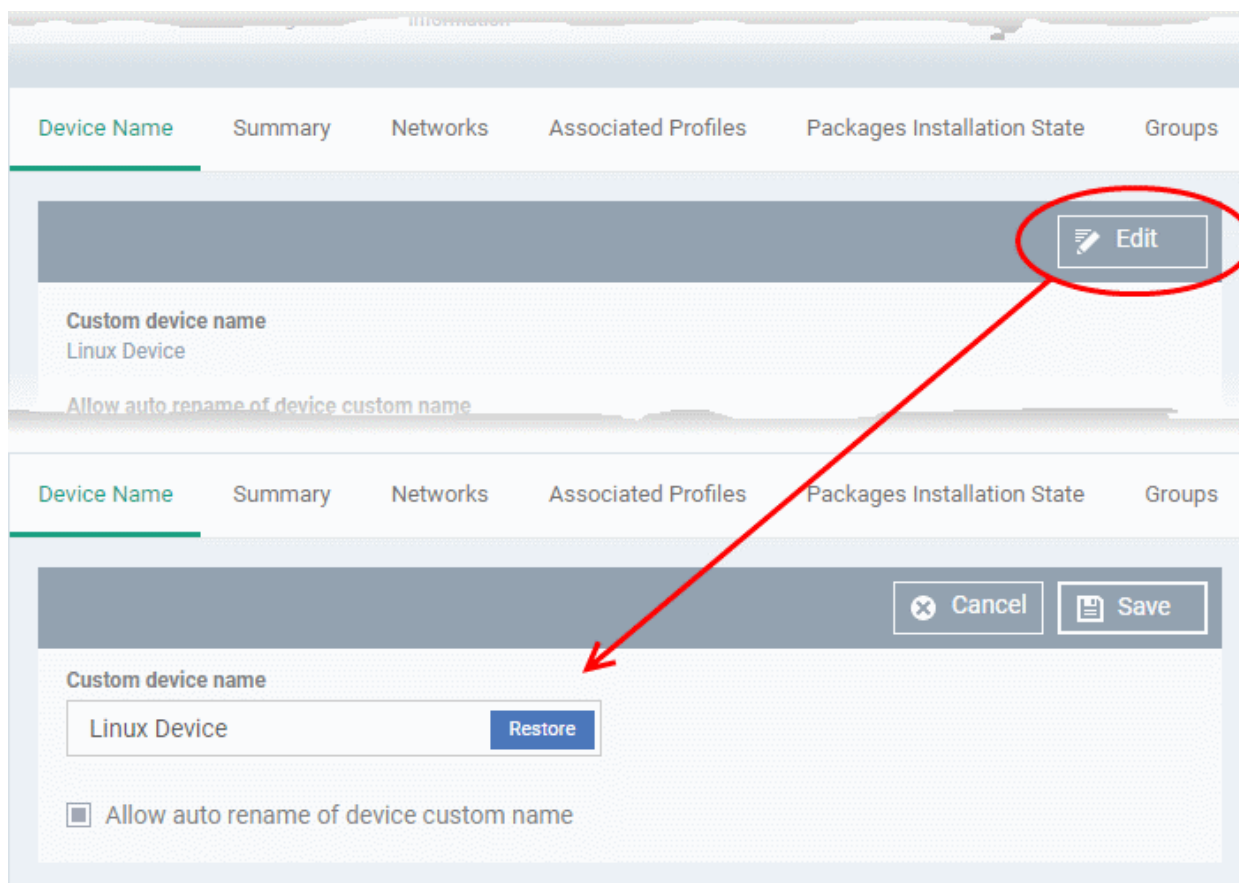 Information
Device Name Summary Networks Associated Profiles Packages Installation State Groups
Edit
Custom device name
Linux Device
Allow auto rename of device custom name
Device Name Summary Networks Associated Profiles Packages Installation State Groups
Cancel Save
Custom device name
Linux Device Restore
Allow auto rename of device custom name